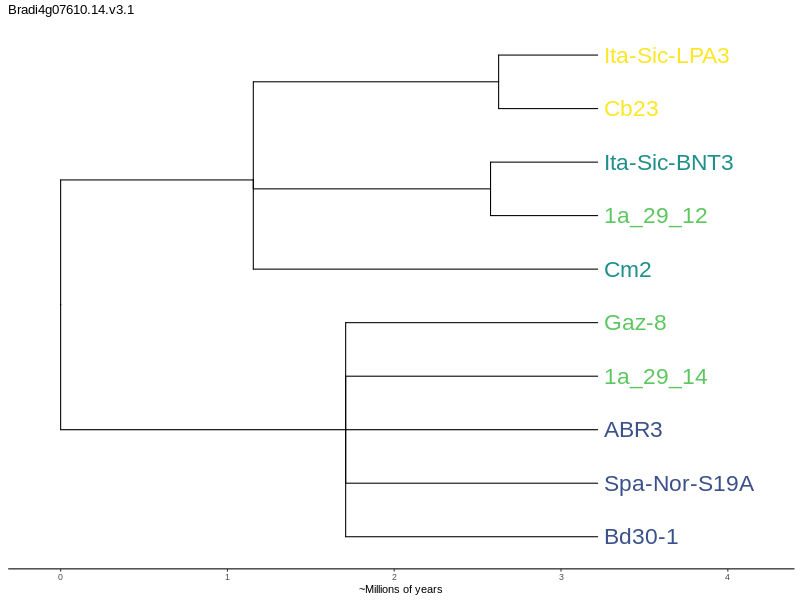 Bradi4g07610.14.v3.1
Ita-Sic-LPA3
Cb23
Ita-Sic-BNT3
1a_29_12
Cm2
Gaz-8
1a_29_14
ABR3
Spa-Nor-S19A
Bd30-1
0 1 2 3 4
~Millions of years